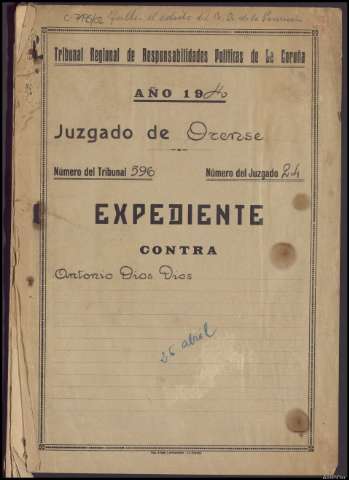 Tribunal Regional de Responsabilidades Políticas de La Coruña
AÑO 1940
Juzgado de Orense
Número del Tribunal 596 Número del Juzgado 24
EXPEDIENTE
CONTRA
Antonio Dios Dios
26 abril